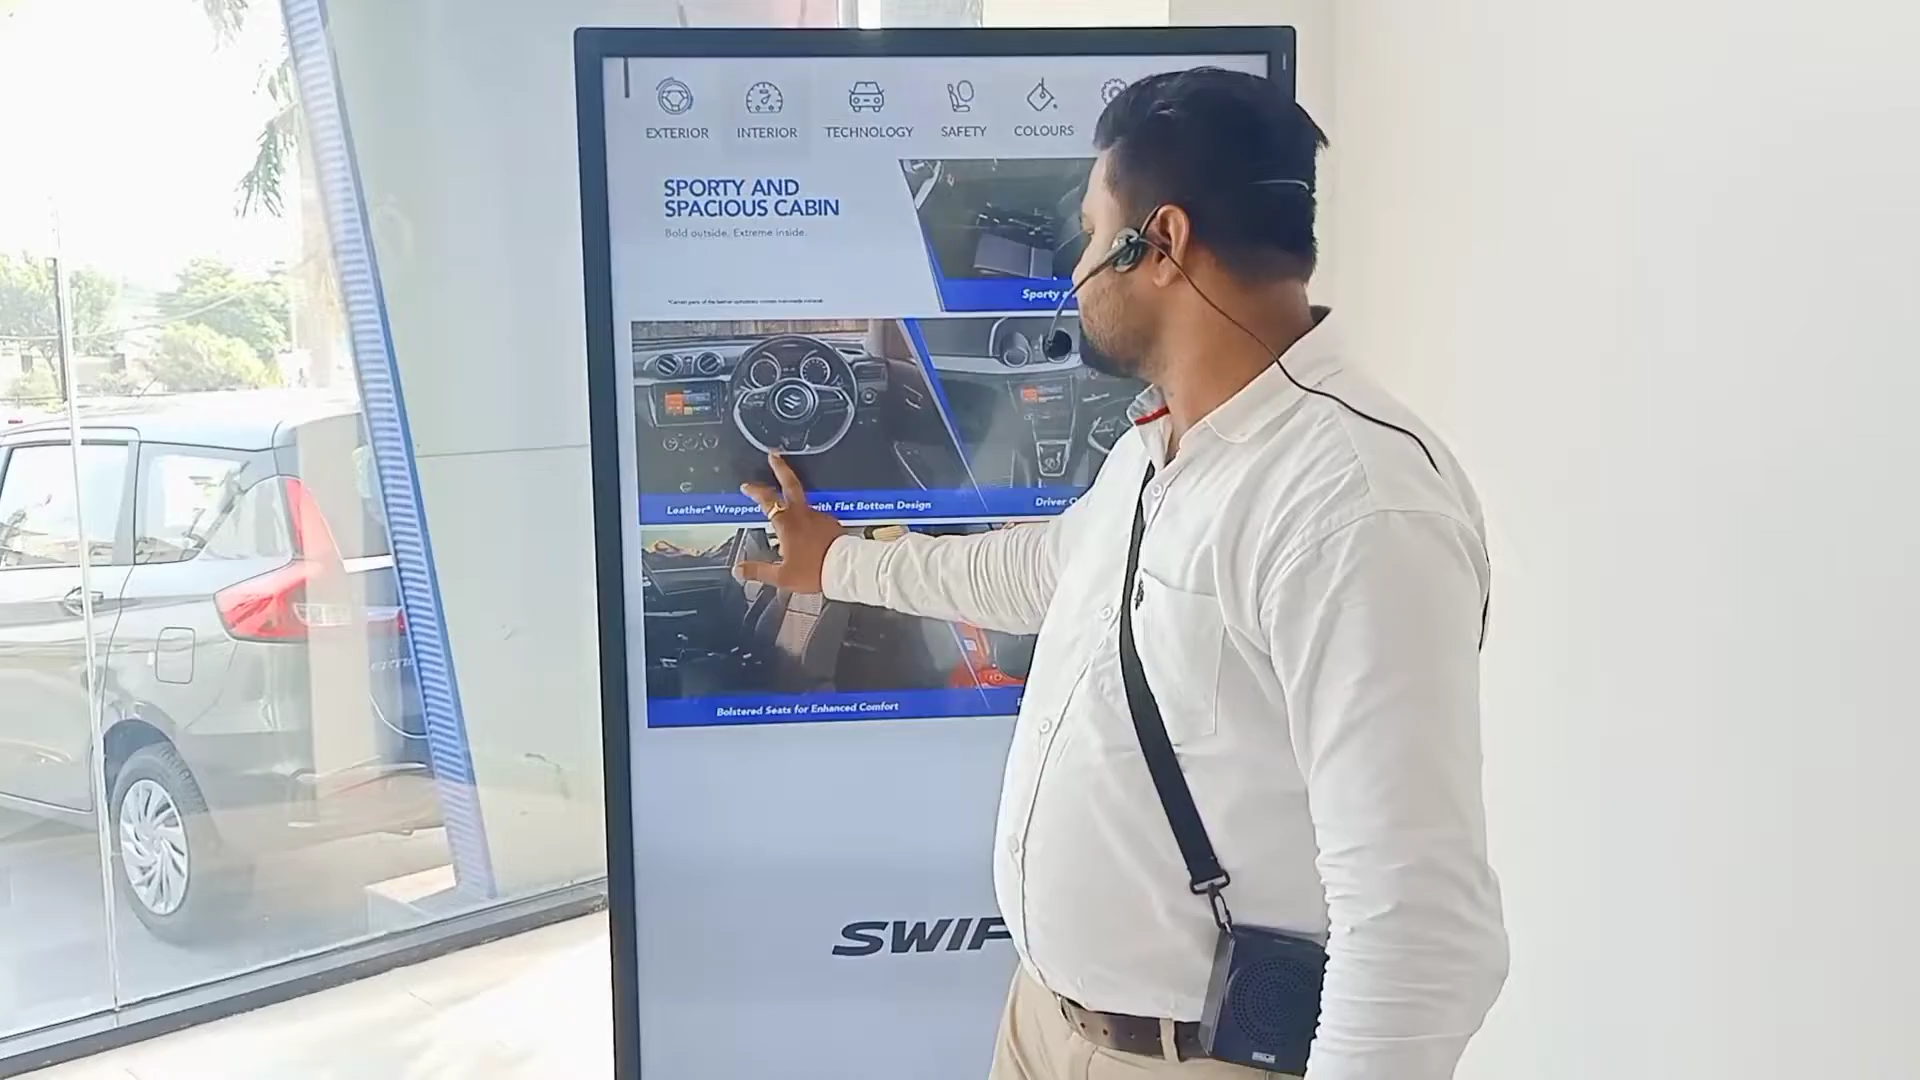 EXTERIOR INTERIOR TECHNOLOGY SAFETY COLOURS
SPORTY AND
SPACIOUS CABIN
Bold outside. Extreme inside.
Sporty
Leather* Wrapped with Flat Bottom Design
Driver
Bolstered Seats for Enhanced Comfort
SWIF